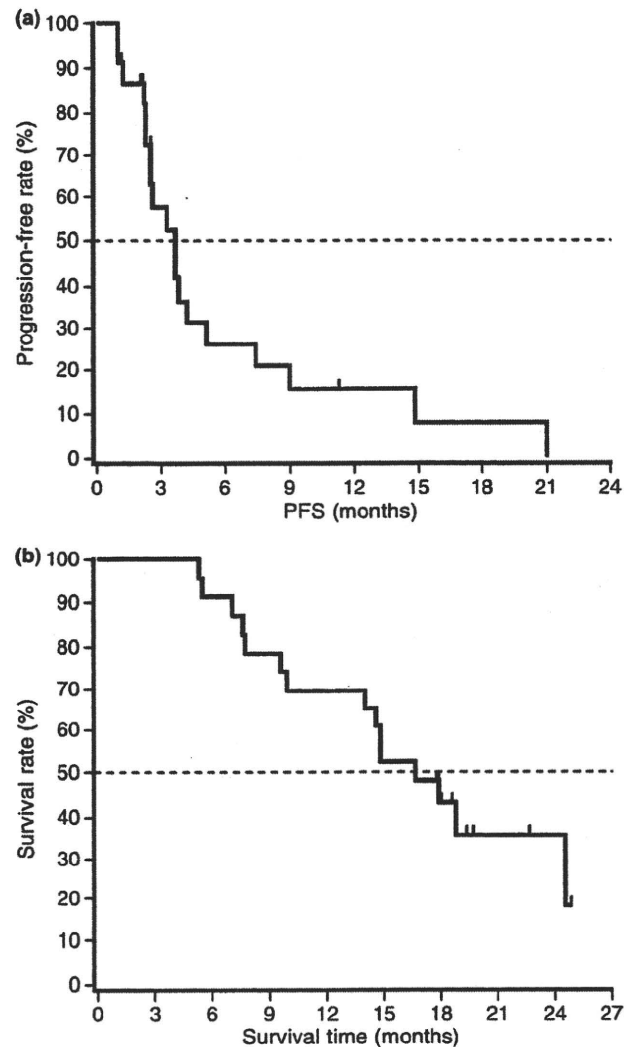 (a)
100
90
80
70
60
50
40
30
20
10
0
Progression-free rate (%)
0 3 6 9 12 15 18 21 24
PFS (months)
(b)
100
90
80
70
60
50
40
30
20
10
0
Survival rate (%)
0 3 6 9 12 15 18 21 24 27
Survival time (months)